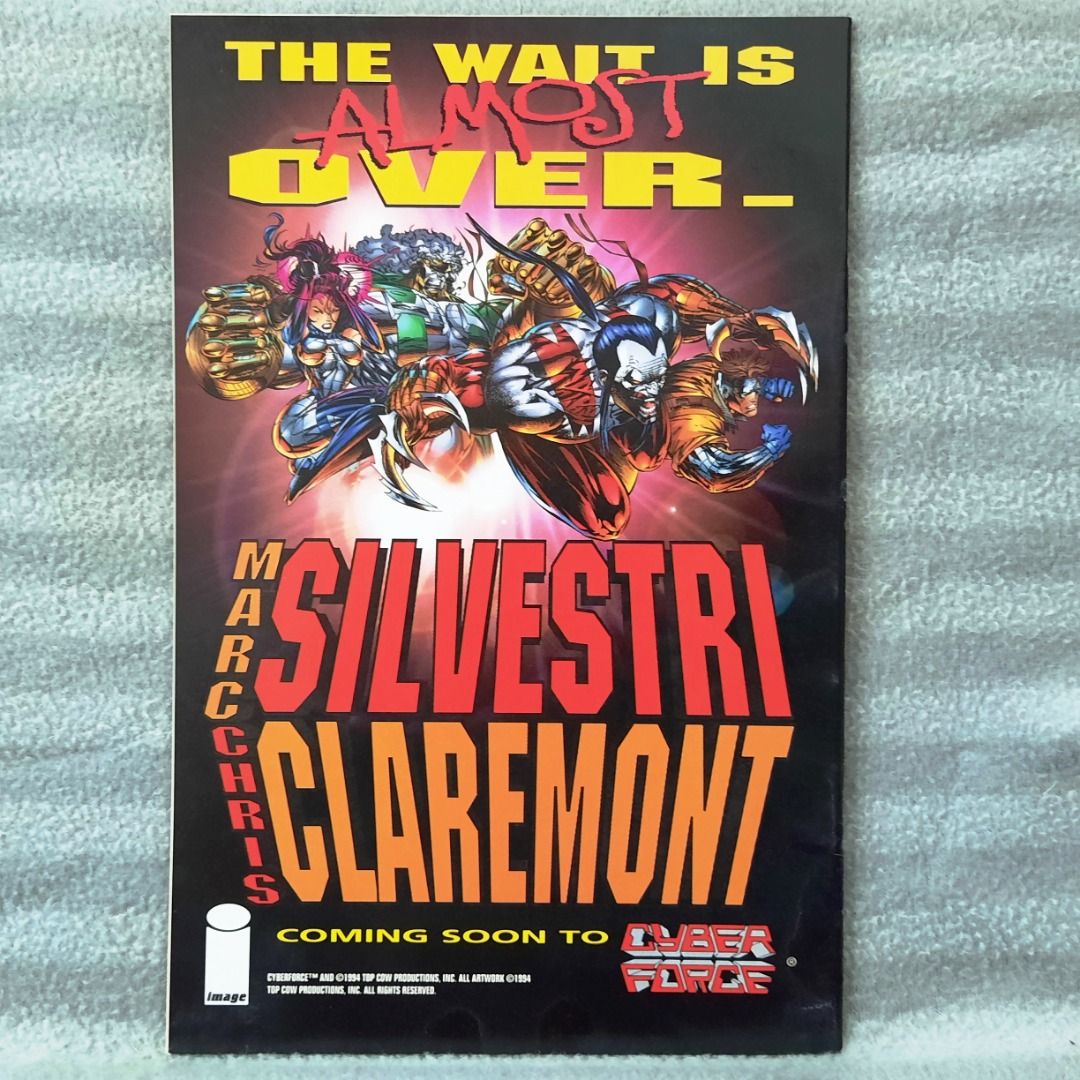 THE WAIT IS
ALMOST
OVER.
MARC
SILVESTRI
CHRIS
CLAREMONT
COMING SOON TO
CYBER
FORCE
®
image
CYBERFORCE™ AND ©1994 TOP COW PRODUCTIONS, INC. ALL ARTWORK ©1994
TOP COW PRODUCTIONS, INC. ALL RIGHTS RESERVED.